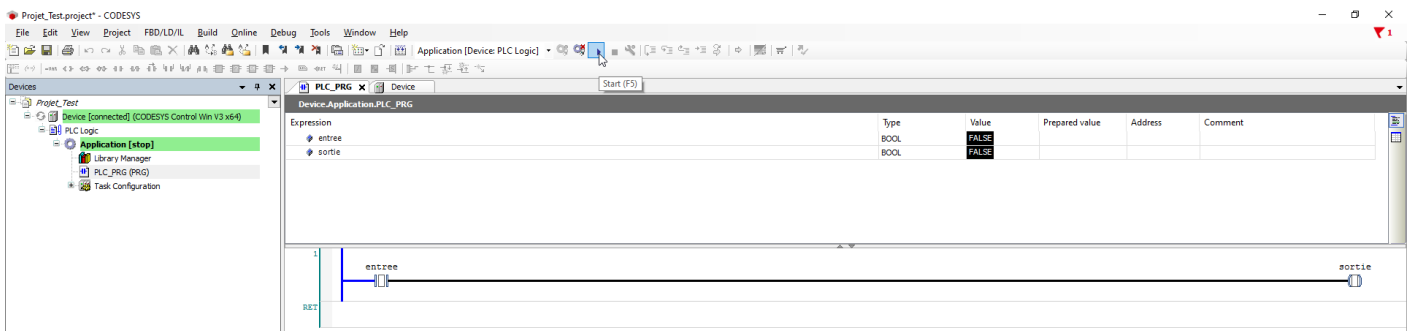 Projet_Test.project* - CODESYS
File Edit View Project FBD/LD/IL Build Online Debug Tools Window Help
1
Application [Device: PLC Logic]
Start (F5)
Devices
PLC_PRG Device
Projet_Test
Device [connected] (CODESYS Control Win V3 x64)
PLC Logic
Application [stop]
Library Manager
PLC_PRG (PRG)
Task Configuration
Device.Application.PLC_PRG
Expression Type Value Prepared value Address Comment
entree BOOL FALSE
sortie BOOL FALSE
1
entree sortie
RET